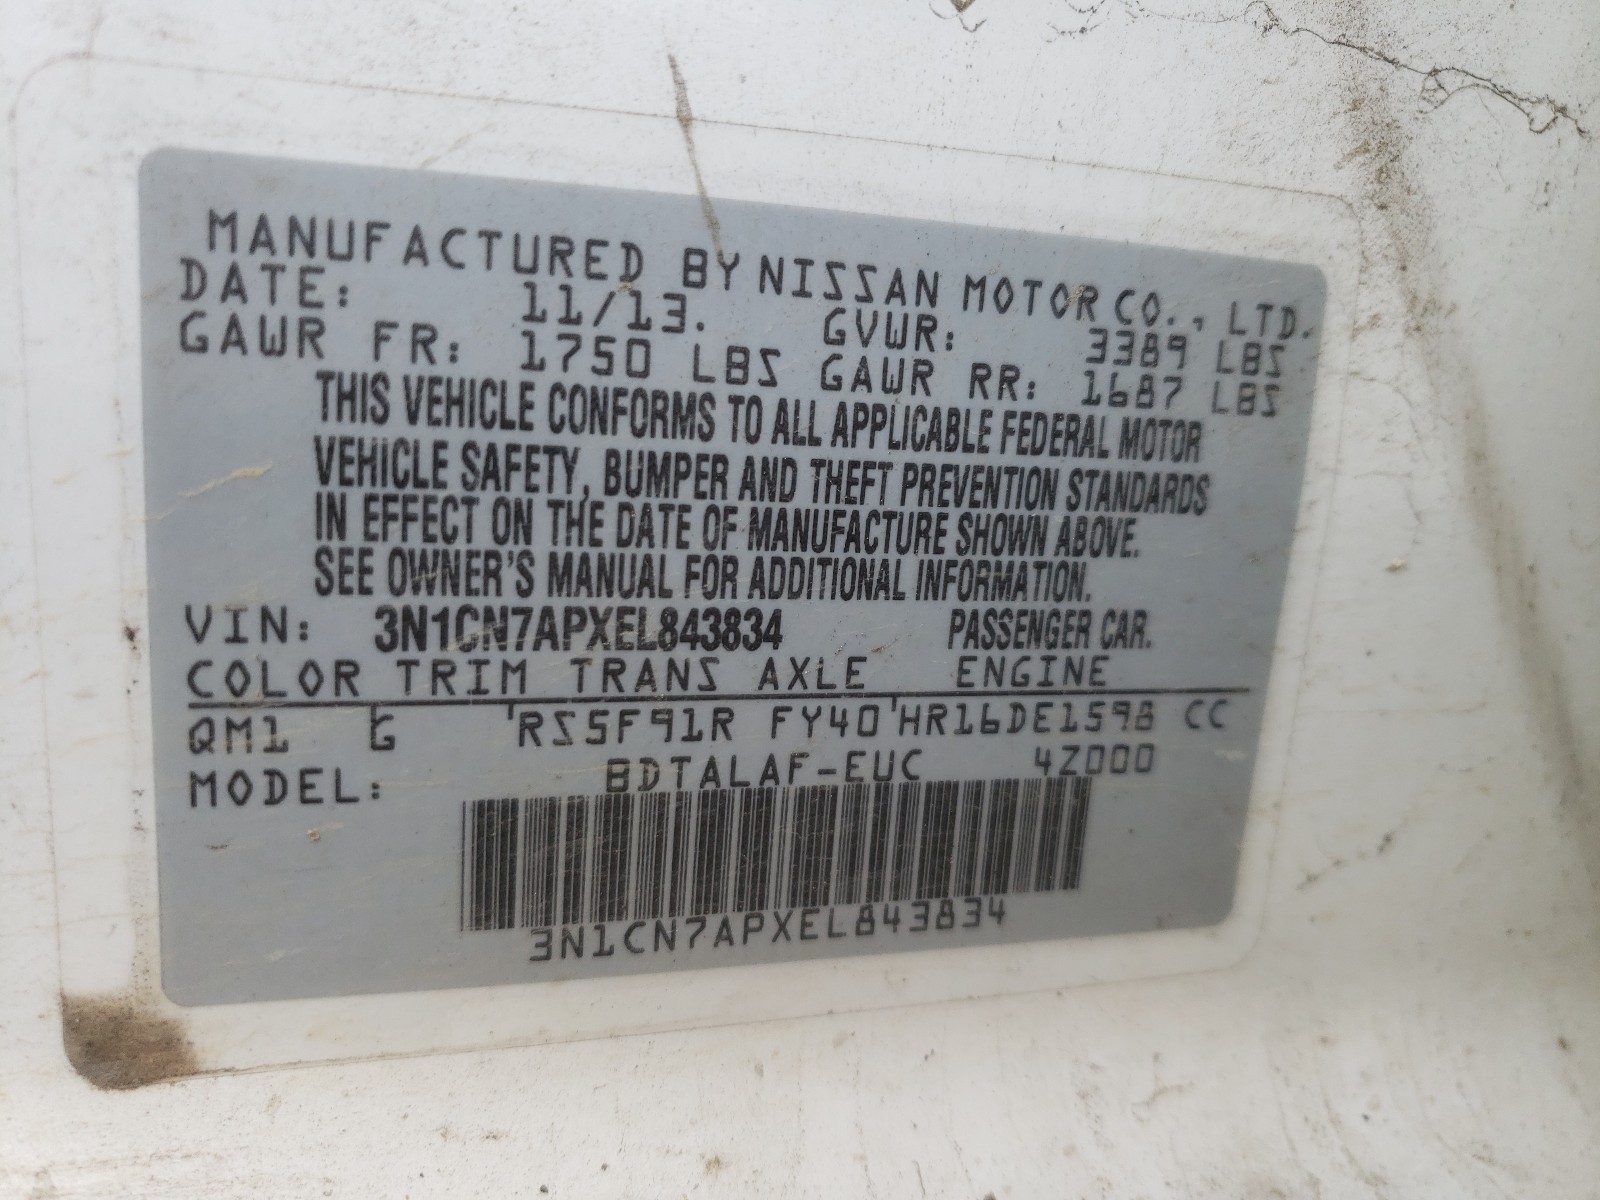 MANUFACTURED BY NISSAN MOTOR CO., LTD.
DATE: 11/13. GVWR: 3389 LBS
GAWR FR: 1750 LBS GAWR RR: 1687 LBS
THIS VEHICLE CONFORMS TO ALL APPLICABLE FEDERAL MOTOR
VEHICLE SAFETY, BUMPER AND THEFT PREVENTION STANDARDS
IN EFFECT ON THE DATE OF MANUFACTURE SHOWN ABOVE.
SEE OWNER'S MANUAL FOR ADDITIONAL INFORMATION.
VIN: 3N1CN7APXEL843834 PASSENGER CAR.
COLOR TRIM TRANS AXLE ENGINE
QM1 G RS5F91R FY40 HR16DE1598 CC
MODEL: BDTALAF-EUC 4Z000
3N1CN7APXEL843834